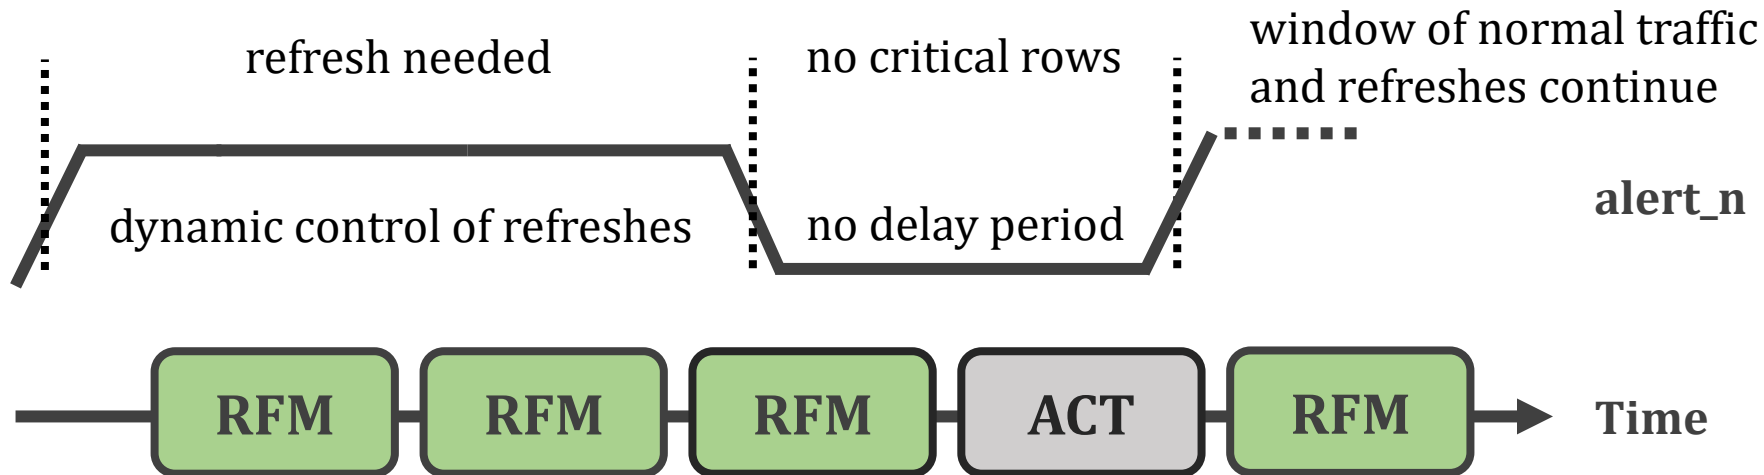 refresh needed
no critical rows
window of normal traffic
and refreshes continue
dynamic control of refreshes
no delay period
alert_n
RFM
RFM
RFM
ACT
RFM
Time